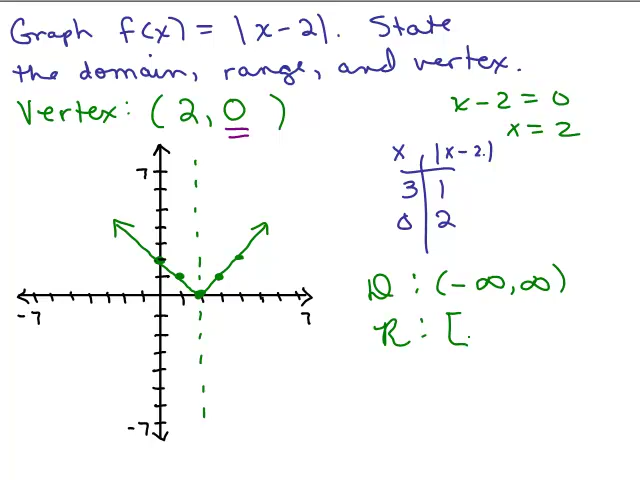 Graph f(x) = |x-2|. State
the domain, range, and vertex.
Vertex: (2, 0)
x-2=0
x=2
x |x-2|
3 1
0 2
7
-7 7
-7
D: (-∞, ∞)
R: [